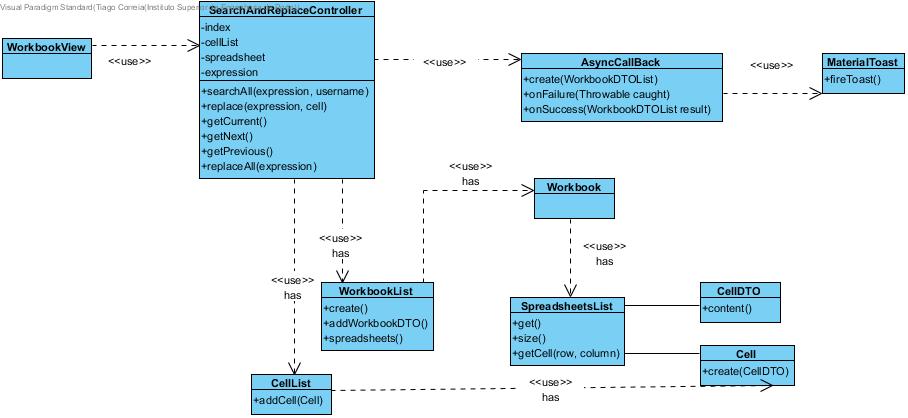 Visual Paradigm Standard(Tiago Correia(Instituto
SearchAndReplaceController
-index
-cellList
-spreadsheet
-expression
+searchAll(expression, username)
+replace(expression, cell)
+getCurrent()
+getNext()
+getPrevious()
+replaceAll(expression)
WorkbookView
<<use>>
<<use>>
AsyncCallBack
+create(WorkbookDTOList)
+onFailure(Throwable caught)
+onSuccess(WorkbookDTOList result)
<<use>>
MaterialToast
+fireToast()
<<use>>
has
Workbook
<<use>>
has
<<use>>
has
<<use>>
has
WorkbookList
+create()
+addWorkbookDTO()
+spreadsheets()
SpreadsheetsList
+get()
+size()
+getCell(row, column)
CellDTO
+content()
Cell
+create(CellDTO)
CellList
+addCell(Cell)
<<use>>
has